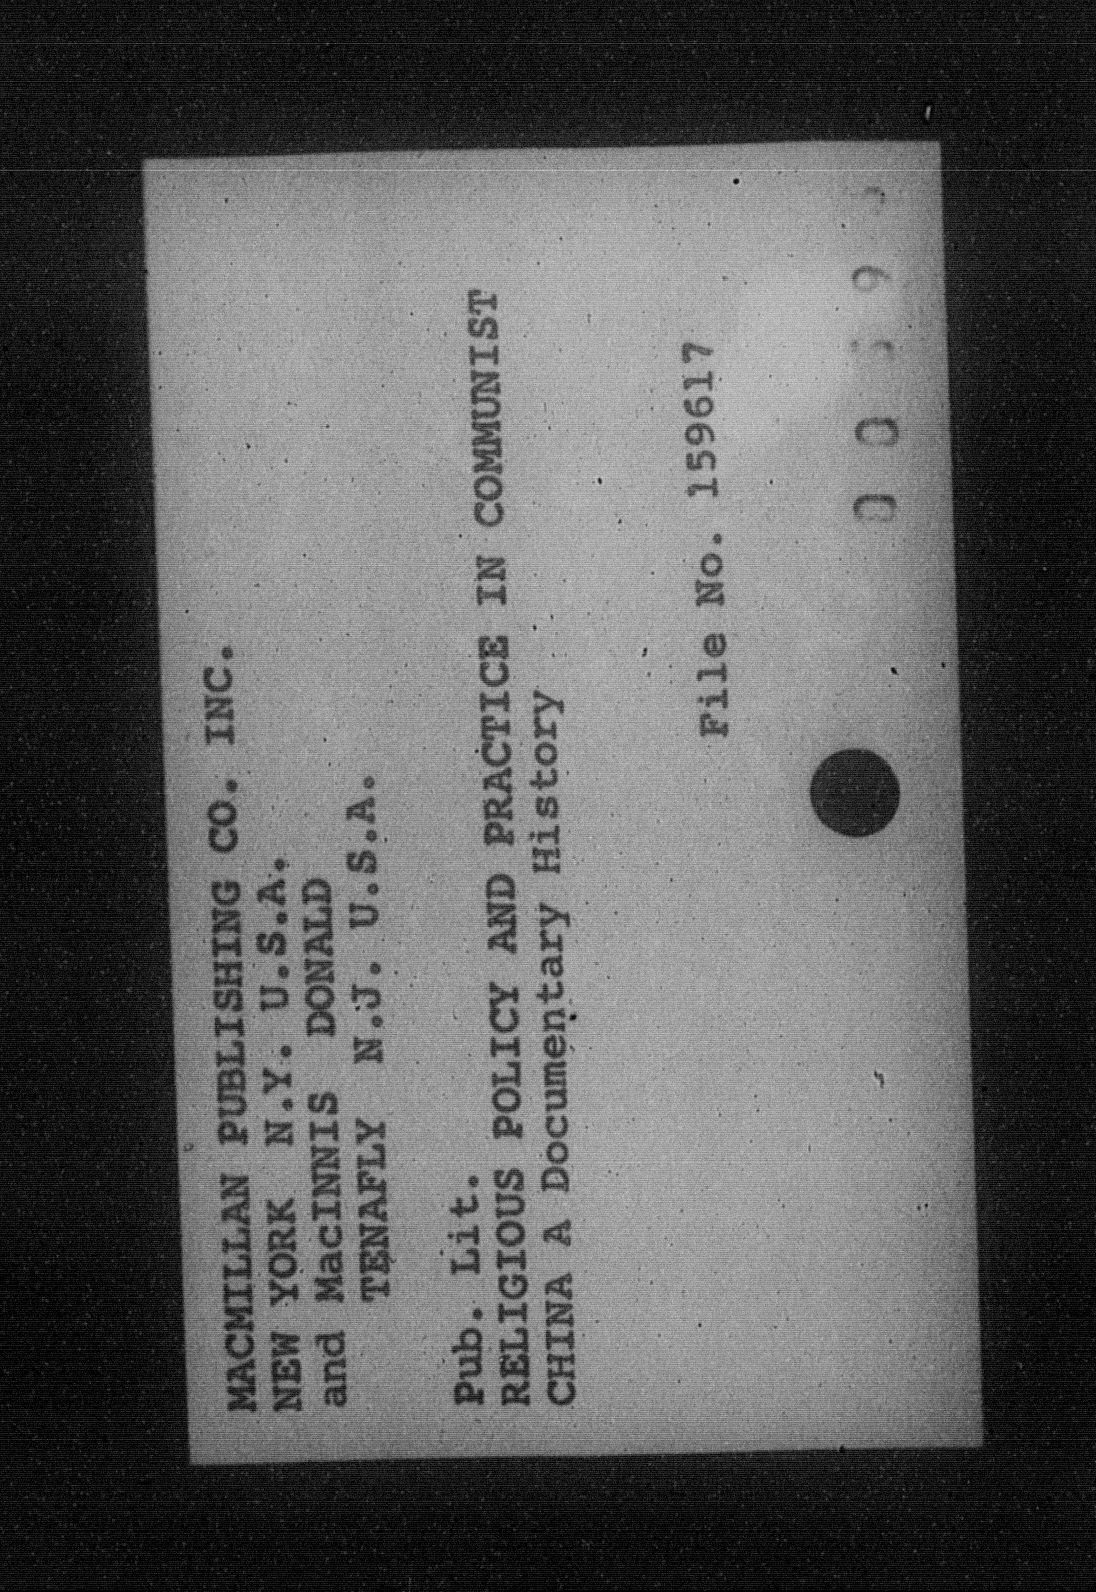 MACMILLAN PUBLISHING CO. INC.
NEW YORK N.Y. U.S.A.
and MacINNIS DONALD
TENAFLY N.J. U.S.A.
Pub. Lit.
RELIGIOUS POLICY AND PRACTICE IN COMMUNIST
CHINA A Documentary History
File No. 159617